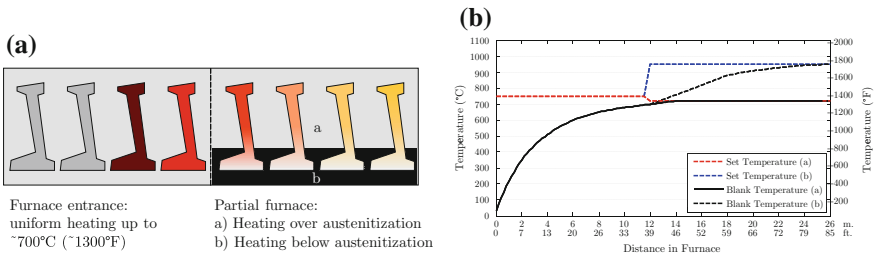 (a)
a
b
Furnace entrance:
uniform heating up to
~700°C (~1300°F)
Partial furnace:
a) Heating over austenitization
b) Heating below austenitization
(b)
Temperature (°C)
1100
1000
900
800
700
600
500
400
300
200
100
0
2000
1800
1600
1400
1200
1000
800
600
400
200
Temperature (°F)
Set Temperature (a)
Set Temperature (b)
Blank Temperature (a)
Blank Temperature (b)
0 2 4 6 8 10 12 14 16 18 20 22 24 26 m.
0 7 13 20 26 33 39 46 52 59 66 72 79 85 ft.
Distance in Furnace